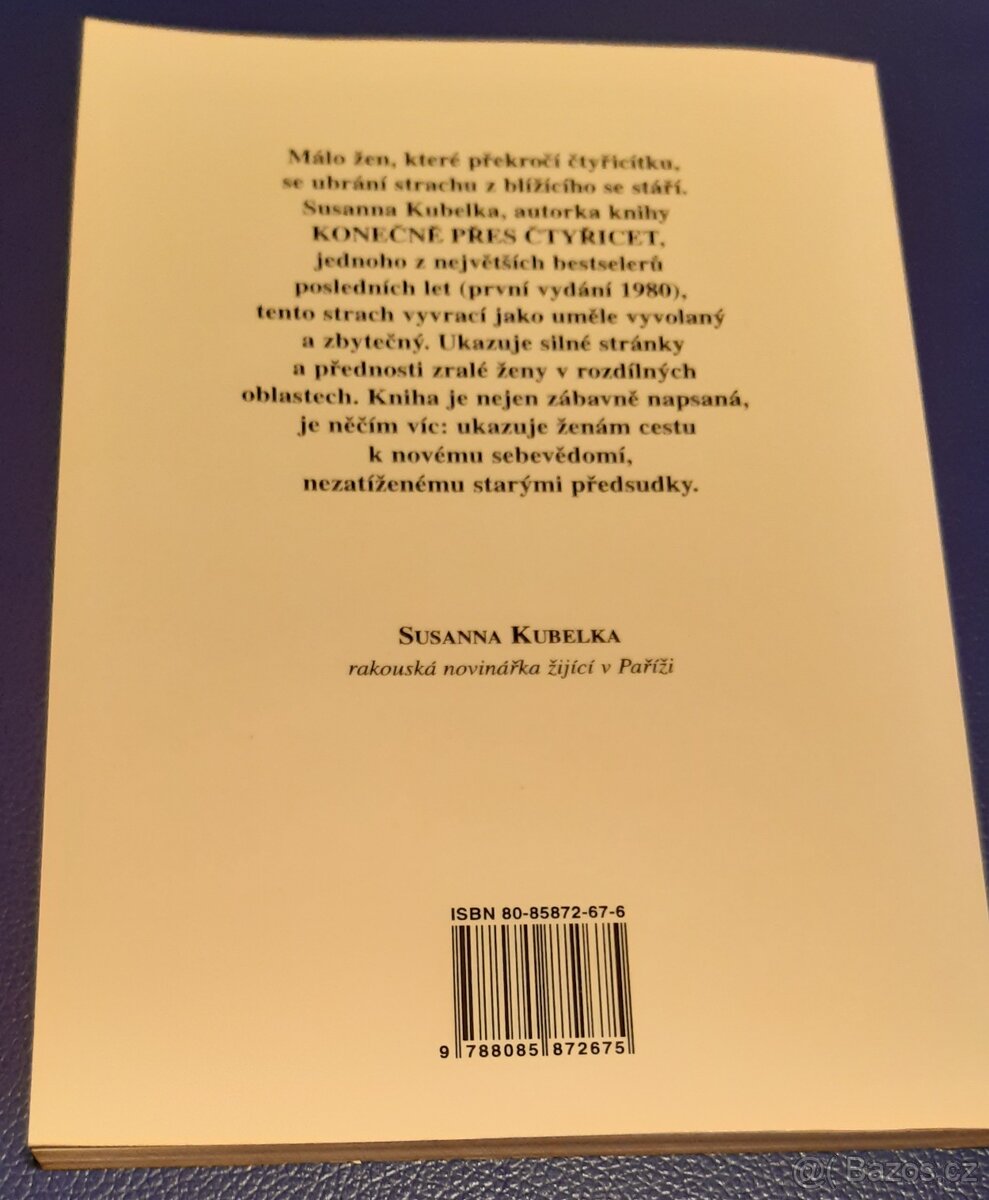 Málo žen, které překročí čtyřicítku,
se ubrání strachu z blížícího se stáří.
Susanna Kubelka, autorka knihy
KONEČNĚ PŘES ČTYŘICET,
jednoho z největších bestselerů
posledních let (první vydání 1980),
tento strach vyvrací jako uměle vyvolaný
a zbytečný. Ukazuje silné stránky
a přednosti zralé ženy v rozdílných
oblastech. Kniha je nejen zábavně napsaná,
je něčím víc: ukazuje ženám cestu
k novému sebevědomí,
nezatíženému starými předsudky.
SUSANNA KUBELKA
rakouská novinářka žijící v Paříži
ISBN 80-85872-67-6
9 788085 872675
@( Bazos.cz